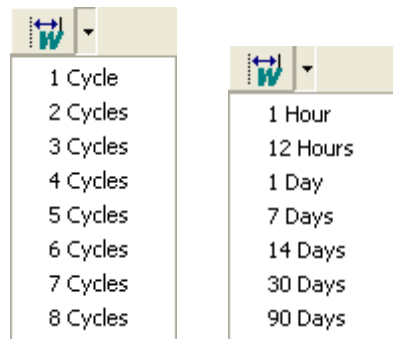 W
1 Cycle
2 Cycles
3 Cycles
4 Cycles
5 Cycles
6 Cycles
7 Cycles
8 Cycles
W
1 Hour
12 Hours
1 Day
7 Days
14 Days
30 Days
90 Days